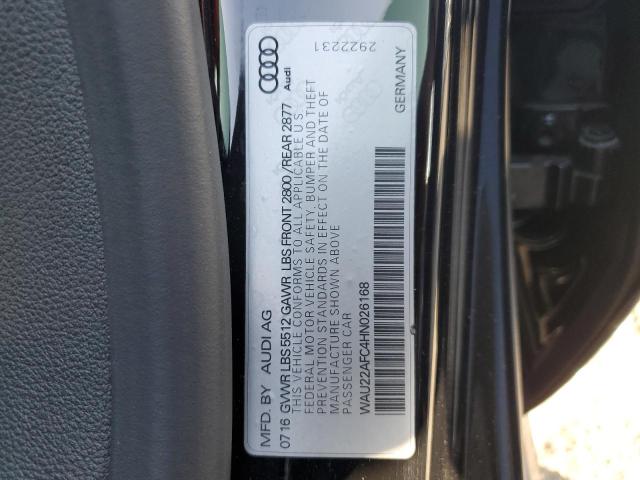 MFD. BY AUDI AG
Audi
07 16 GVWR LBS 5512 GAWR LBS FRONT 2800/REAR 2877
THIS VEHICLE CONFORMS TO ALL APPLICABLE U S
FEDERAL MOTOR VEHICLE SAFETY, BUMPER AND THEFT
PREVENTION STANDARDS IN EFFECT ON THE DATE OF
MANUFACTURE SHOWN ABOVE
PASSENGER CAR
2922231
WAU22AFC4HN026168
GERMANY